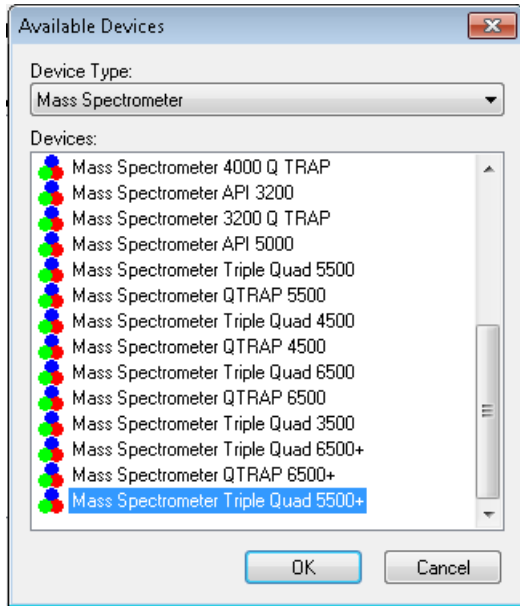 Available Devices
Device Type:
Mass Spectrometer
Devices:
Mass Spectrometer 4000 Q TRAP
Mass Spectrometer API 3200
Mass Spectrometer 3200 Q TRAP
Mass Spectrometer API 5000
Mass Spectrometer Triple Quad 5500
Mass Spectrometer QTRAP 5500
Mass Spectrometer Triple Quad 4500
Mass Spectrometer QTRAP 4500
Mass Spectrometer Triple Quad 6500
Mass Spectrometer QTRAP 6500
Mass Spectrometer Triple Quad 3500
Mass Spectrometer Triple Quad 6500+
Mass Spectrometer QTRAP 6500+
Mass Spectrometer Triple Quad 5500+
OK Cancel